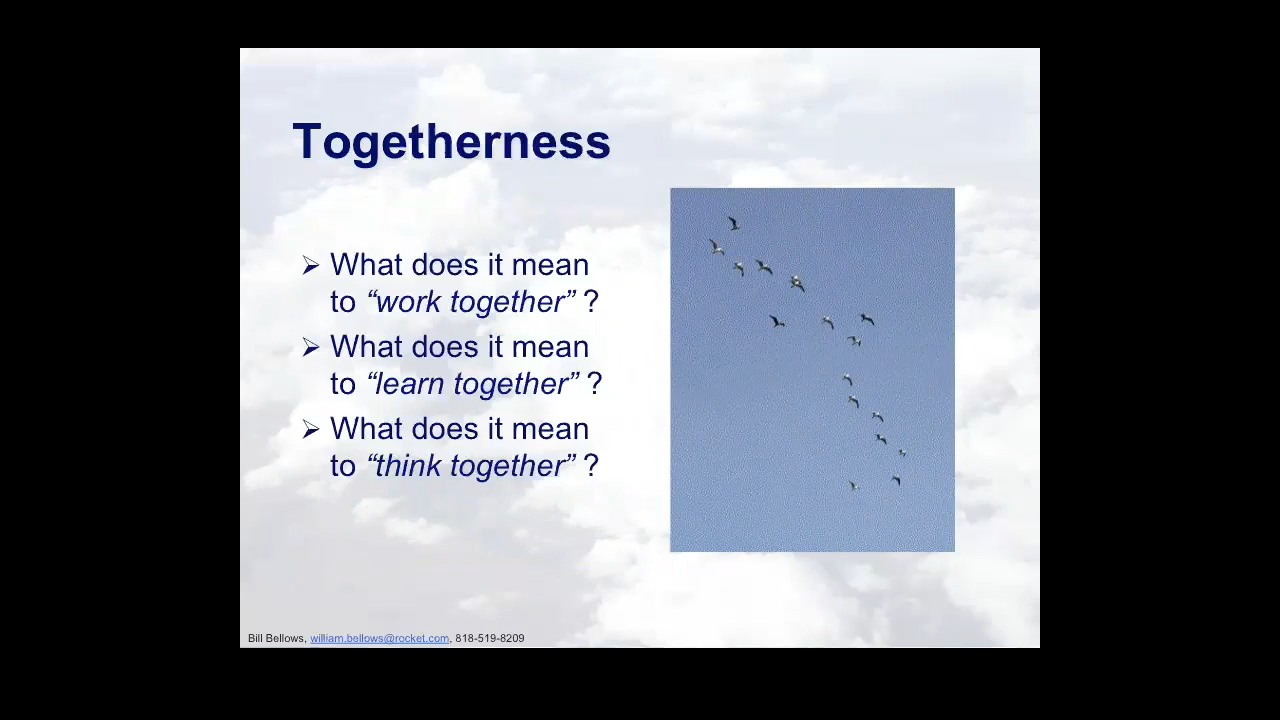 Togetherness
➢ What does it mean
to “work together” ?
➢ What does it mean
to “learn together” ?
➢ What does it mean
to “think together” ?
Bill Bellows, william.bellows@rocket.com, 818-519-8209